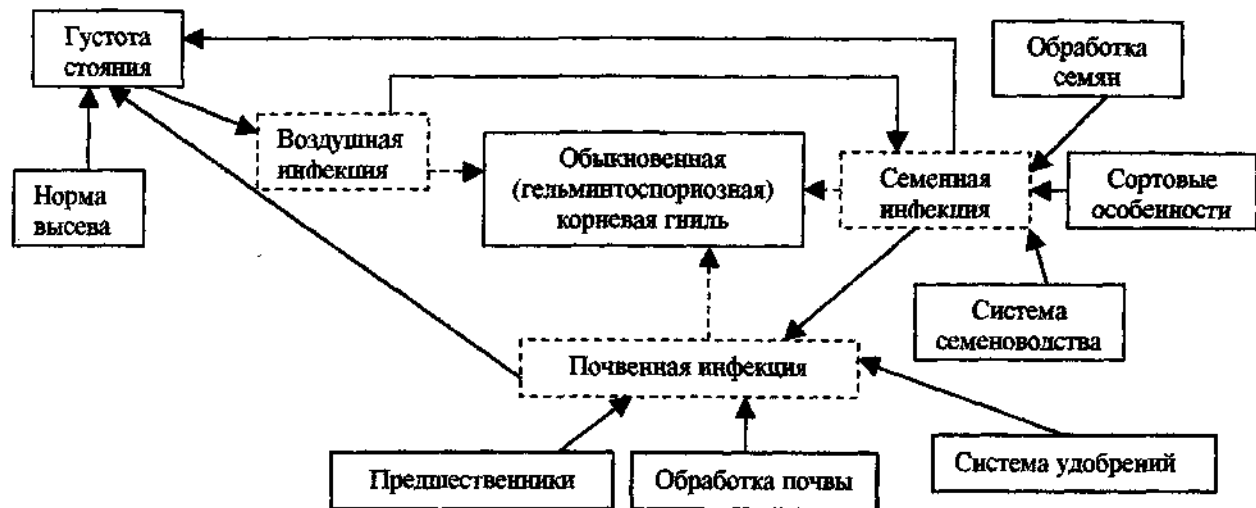 Густота
стояния
Обработка
семян
Воздушная
инфекция
Обыкновенная
(гельминтоспориозная)
корневая гниль
Семенная
инфекция
Сортовые
особенности
Норма
высева
Система
семеноводства
Почвенная инфекция
Предшественники
Обработка почвы
Система удобрений